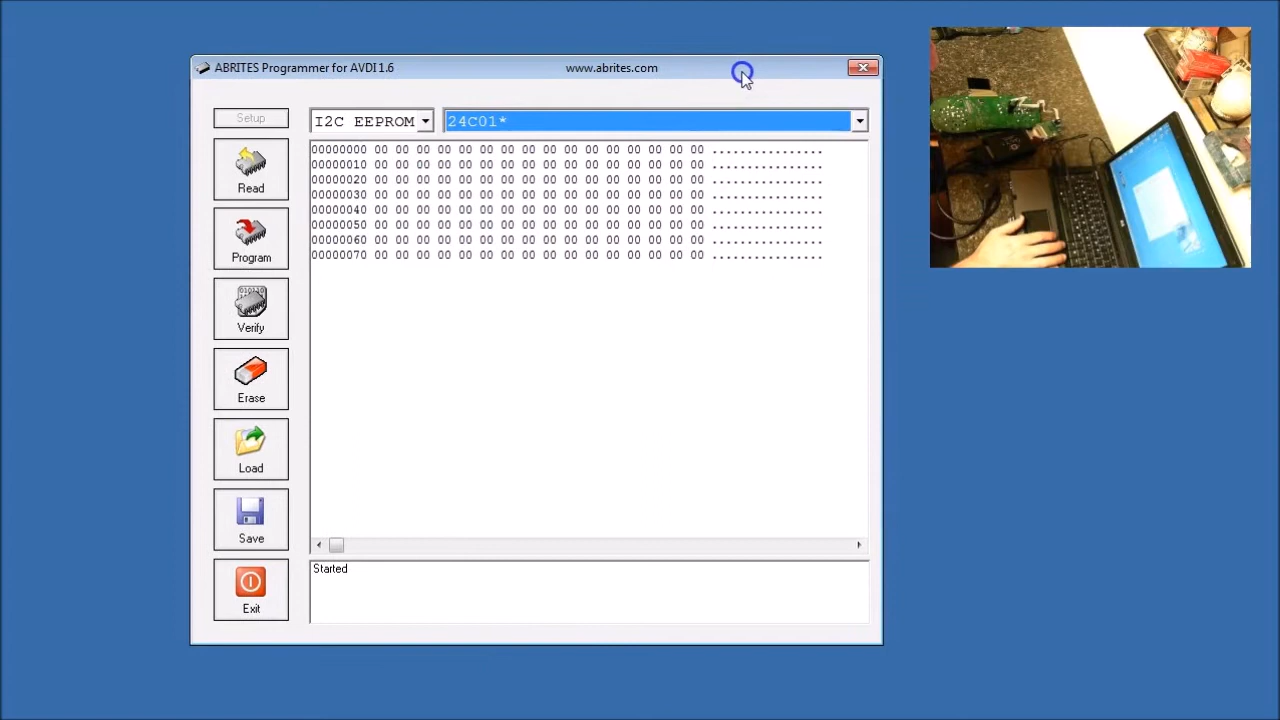 ABRITES Programmer for AVDI 1.6 www.abrites.com
Setup
I2C EEPROM 24C01*
Read
Program
Verify
Erase
Load
Save
Exit
00000000 00 00 00 00 00 00 00 00 00 00 00 00 00 00 00 00 ................
00000010 00 00 00 00 00 00 00 00 00 00 00 00 00 00 00 00 ................
00000020 00 00 00 00 00 00 00 00 00 00 00 00 00 00 00 00 ................
00000030 00 00 00 00 00 00 00 00 00 00 00 00 00 00 00 00 ................
00000040 00 00 00 00 00 00 00 00 00 00 00 00 00 00 00 00 ................
00000050 00 00 00 00 00 00 00 00 00 00 00 00 00 00 00 00 ................
00000060 00 00 00 00 00 00 00 00 00 00 00 00 00 00 00 00 ................
00000070 00 00 00 00 00 00 00 00 00 00 00 00 00 00 00 00 ................
Started